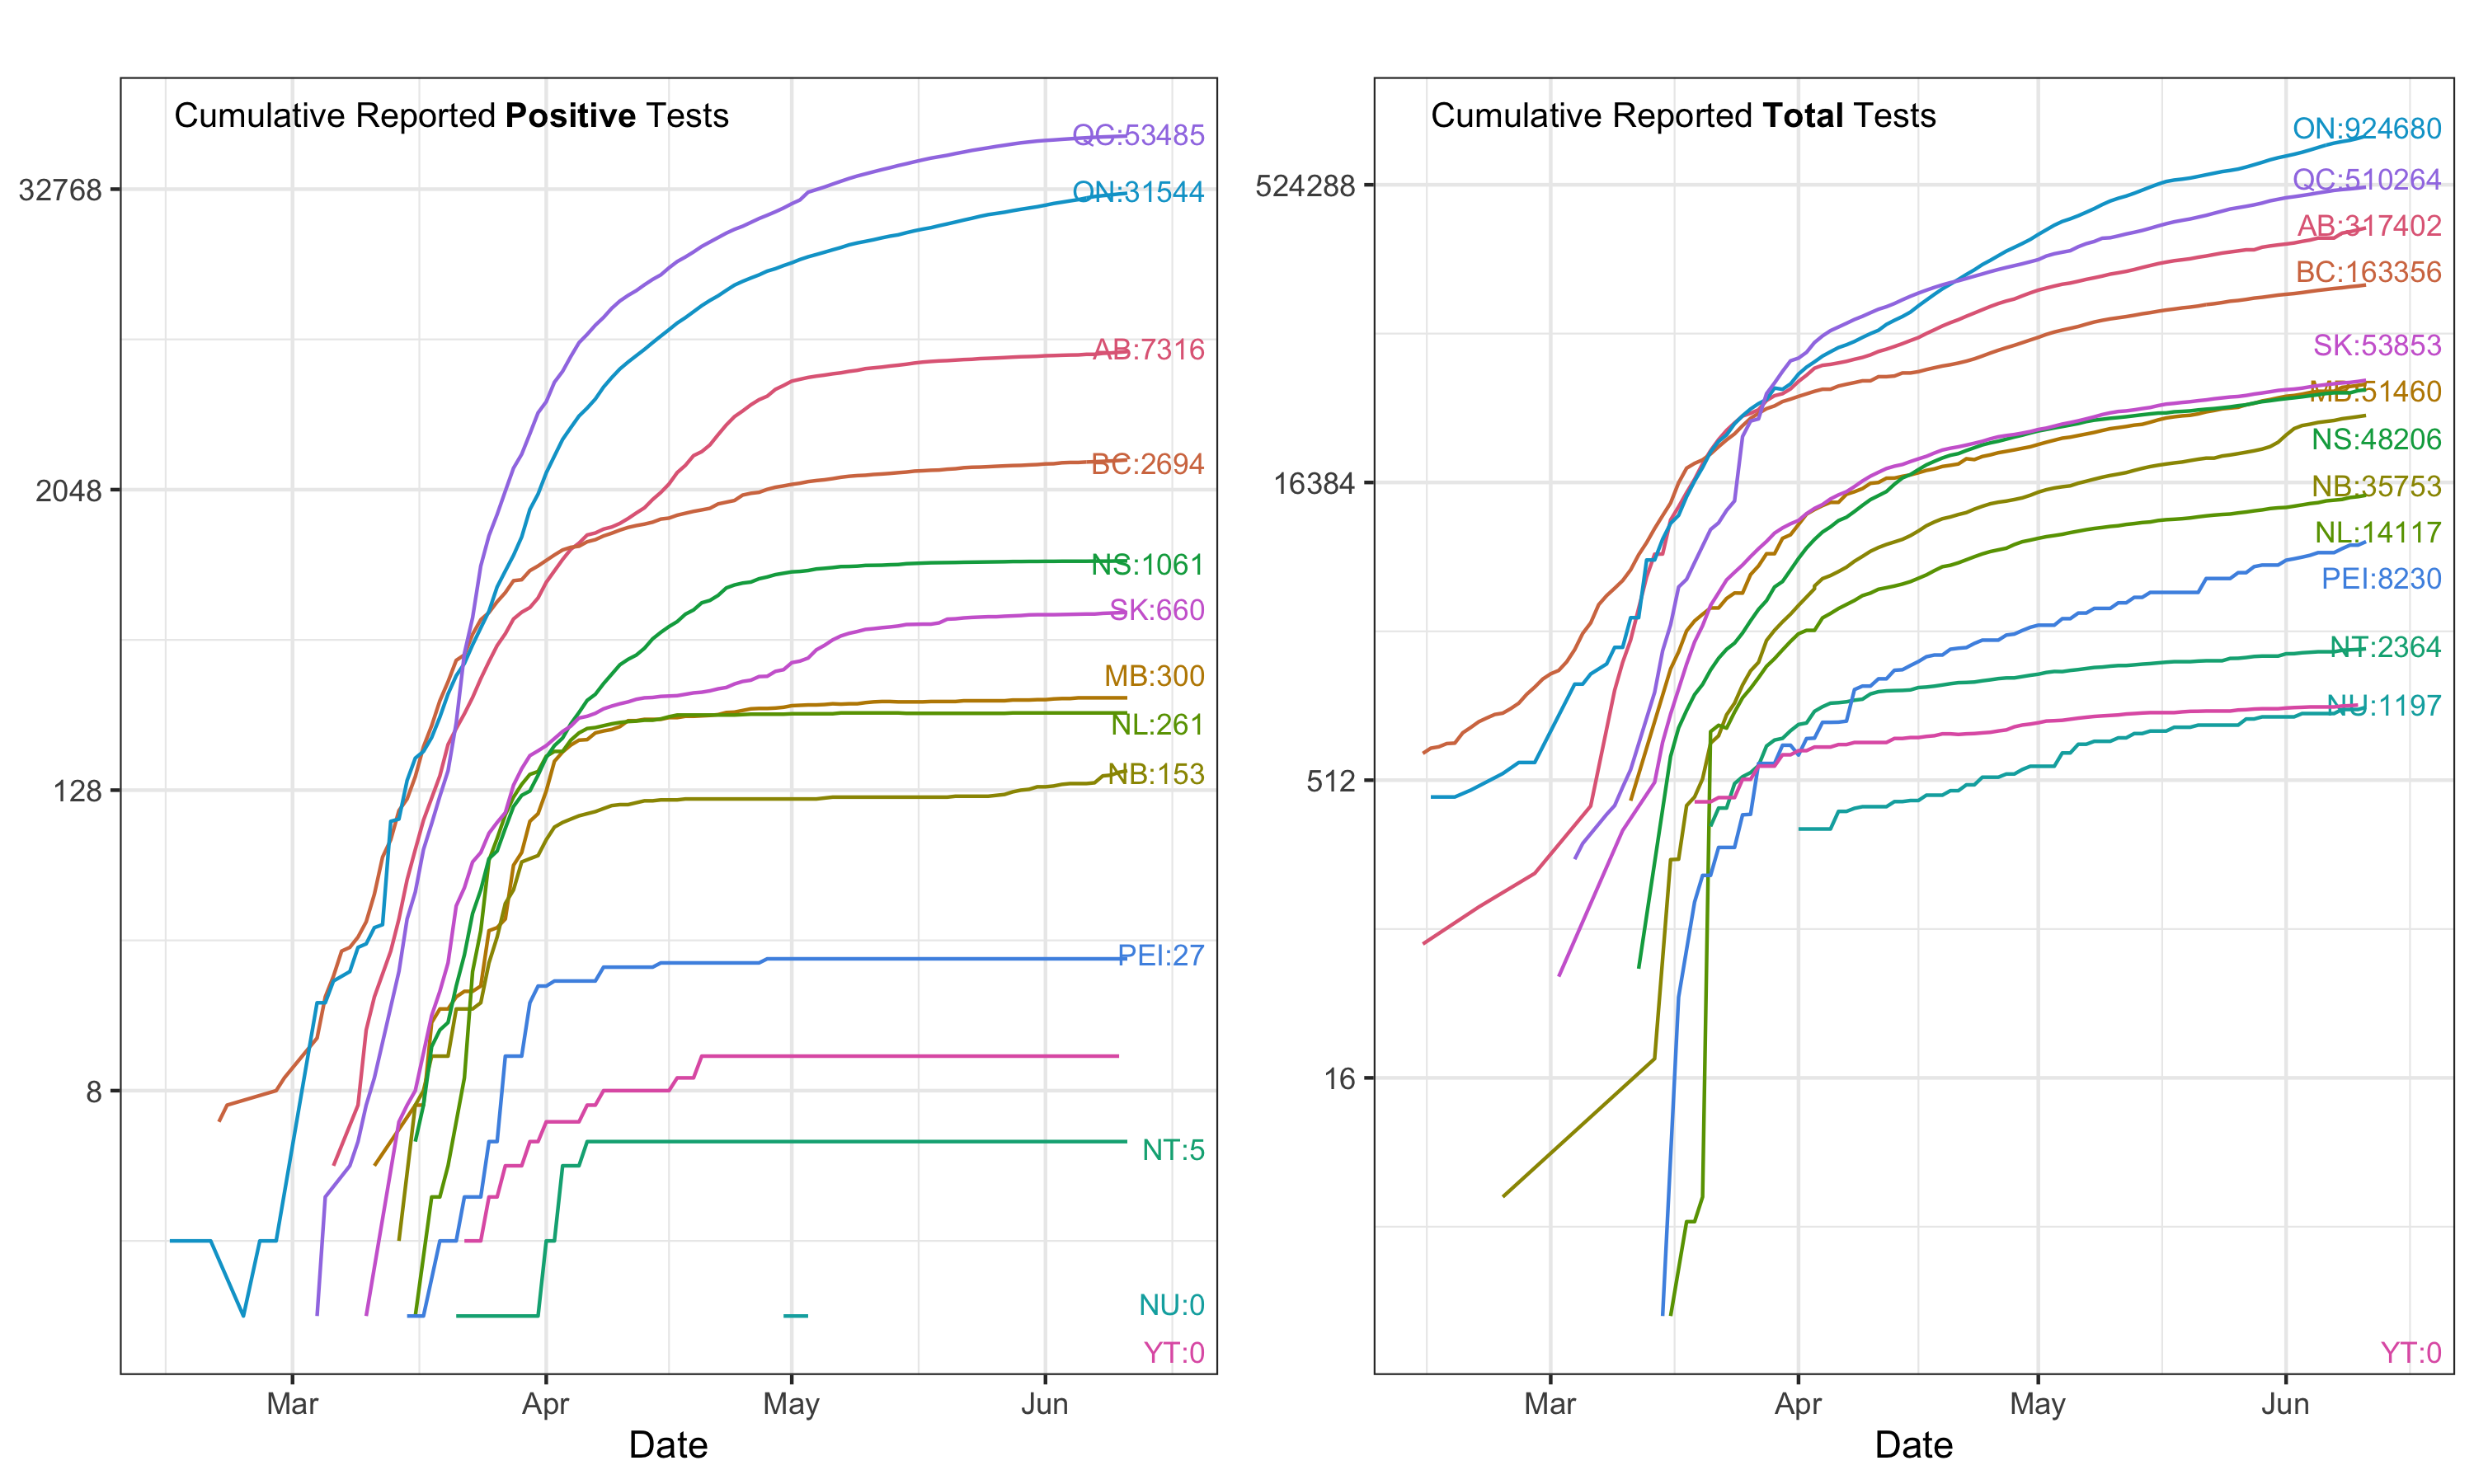 Cumulative Reported Positive Tests
QC:53485
ON:31544
AB:7316
BC:2694
NS:1061
SK:660
MB:300
NL:261
NB:153
PEI:27
NT:5
NU:0
YT:0
32768
2048
128
8
Mar Apr May Jun
Date
Cumulative Reported Total Tests
ON:924680
QC:510264
AB:317402
BC:163356
SK:53853
MB:51460
NS:48206
NB:35753
NL:14117
PEI:8230
NT:2364
NU:1197
YT:0
524288
16384
512
16
Mar Apr May Jun
Date